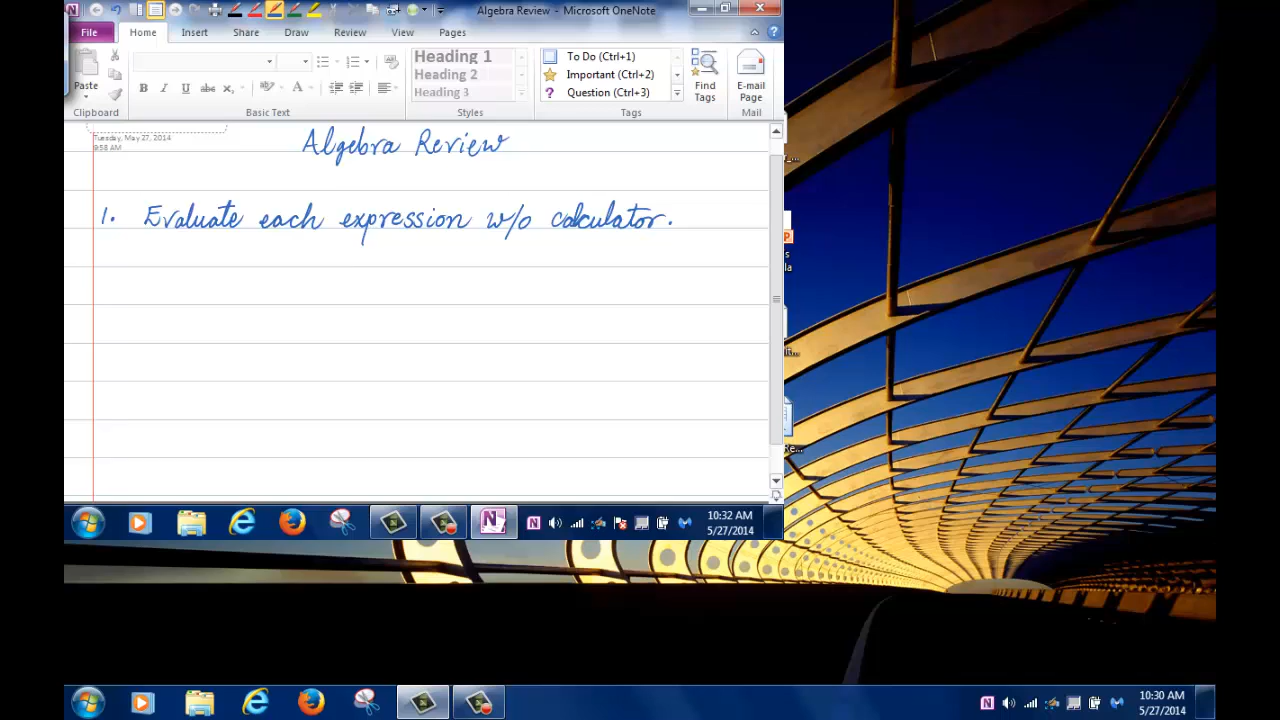 Algebra Review - Microsoft OneNote
File Home Insert Share Draw Review View Pages
Paste
Clipboard
Basic Text
Heading 1
Heading 2
Heading 3
Styles
To Do (Ctrl+1)
Important (Ctrl+2)
Question (Ctrl+3)
Tags
Find Tags
E-mail Page
Mail
Tuesday, May 27, 2014
9:58 AM
Algebra Review
1. Evaluate each expression w/o calculator.
10:32 AM
5/27/2014
10:30 AM
5/27/2014